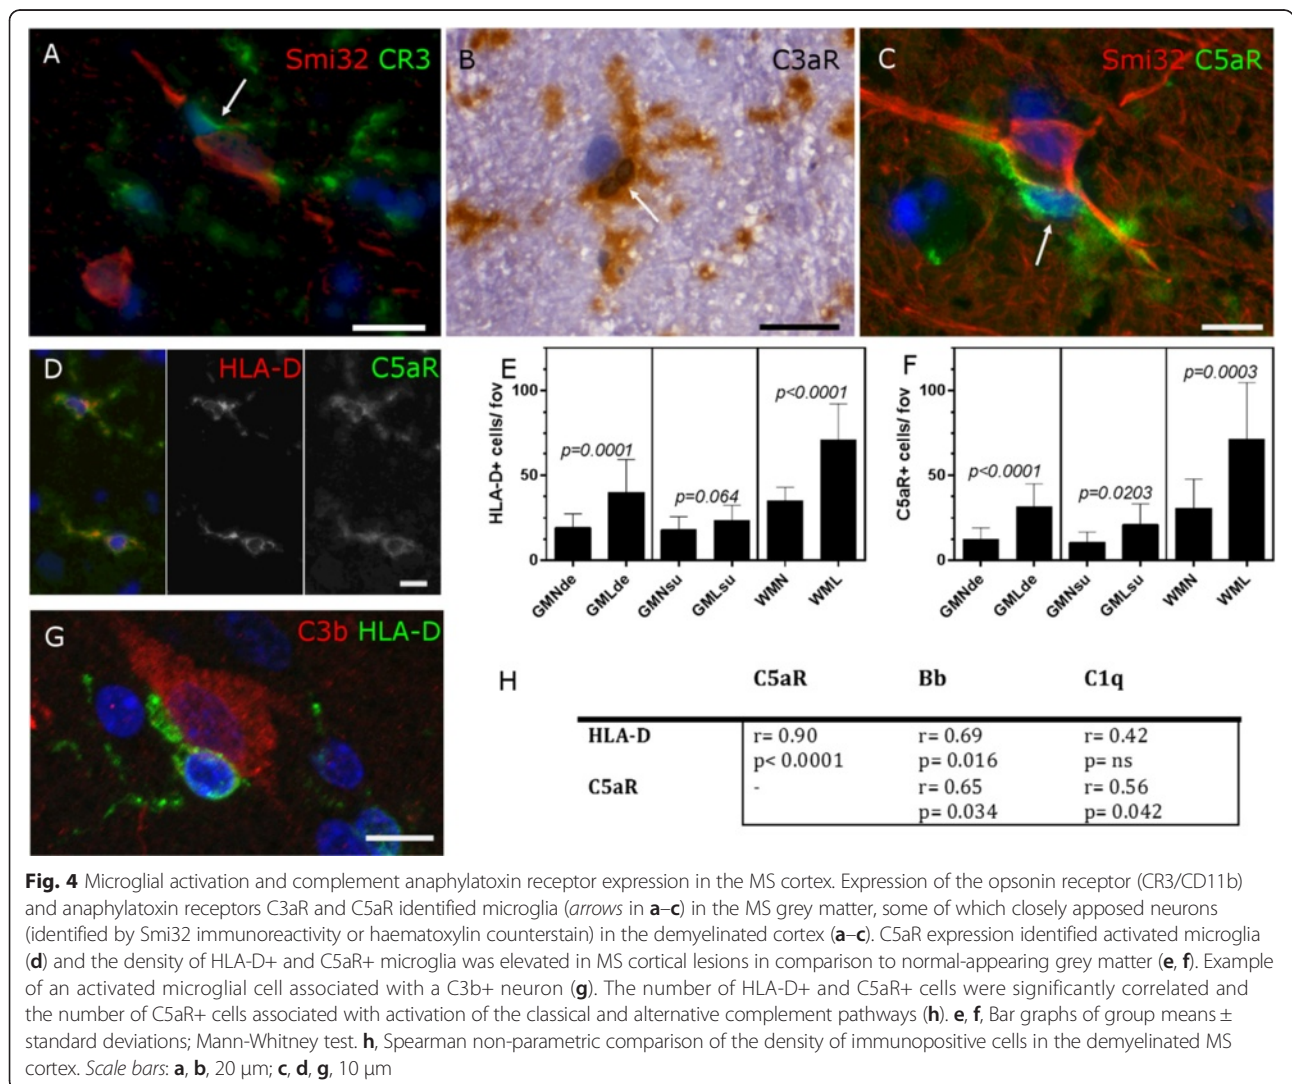 A
Smi32 CR3
B
C3aR
C
Smi32 C5aR
D
HLA-D
C5aR
E
HLA-D+ cells/ fov
100
50
0
p=0.0001
p=0.064
p<0.0001
GMNde
GMLde
GMNsu
GMLsu
WMN
WML
F
C5aR+ cells/ fov
100
50
0
p<0.0001
p=0.0203
p=0.0003
GMNde
GMLde
GMNsu
GMLsu
WMN
WML
G
C3b HLA-D
H
C5aR Bb C1q
HLA-D r= 0.90 r= 0.69 r= 0.42
p< 0.0001 p= 0.016 p= ns
C5aR - r= 0.65 r= 0.56
p= 0.034 p= 0.042
Fig. 4 Microglial activation and complement anaphylatoxin receptor expression in the MS cortex. Expression of the opsonin receptor (CR3/CD11b)
and anaphylatoxin receptors C3aR and C5aR identified microglia (arrows in a–c) in the MS grey matter, some of which closely apposed neurons
(identified by Smi32 immunoreactivity or haematoxylin counterstain) in the demyelinated cortex (a–c). C5aR expression identified activated microglia
(d) and the density of HLA-D+ and C5aR+ microglia was elevated in MS cortical lesions in comparison to normal-appearing grey matter (e, f). Example
of an activated microglial cell associated with a C3b+ neuron (g). The number of HLA-D+ and C5aR+ cells were significantly correlated and
the number of C5aR+ cells associated with activation of the classical and alternative complement pathways (h). e, f, Bar graphs of group means ±
standard deviations; Mann-Whitney test. h, Spearman non-parametric comparison of the density of immunopositive cells in the demyelinated MS
cortex. Scale bars: a, b, 20 μm; c, d, g, 10 μm